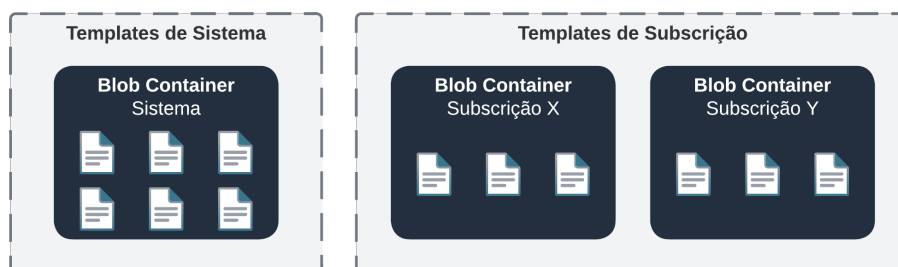 Templates de Sistema
Blob Container
Sistema
Templates de Subscrição
Blob Container
Subscrição X
Blob Container
Subscrição Y